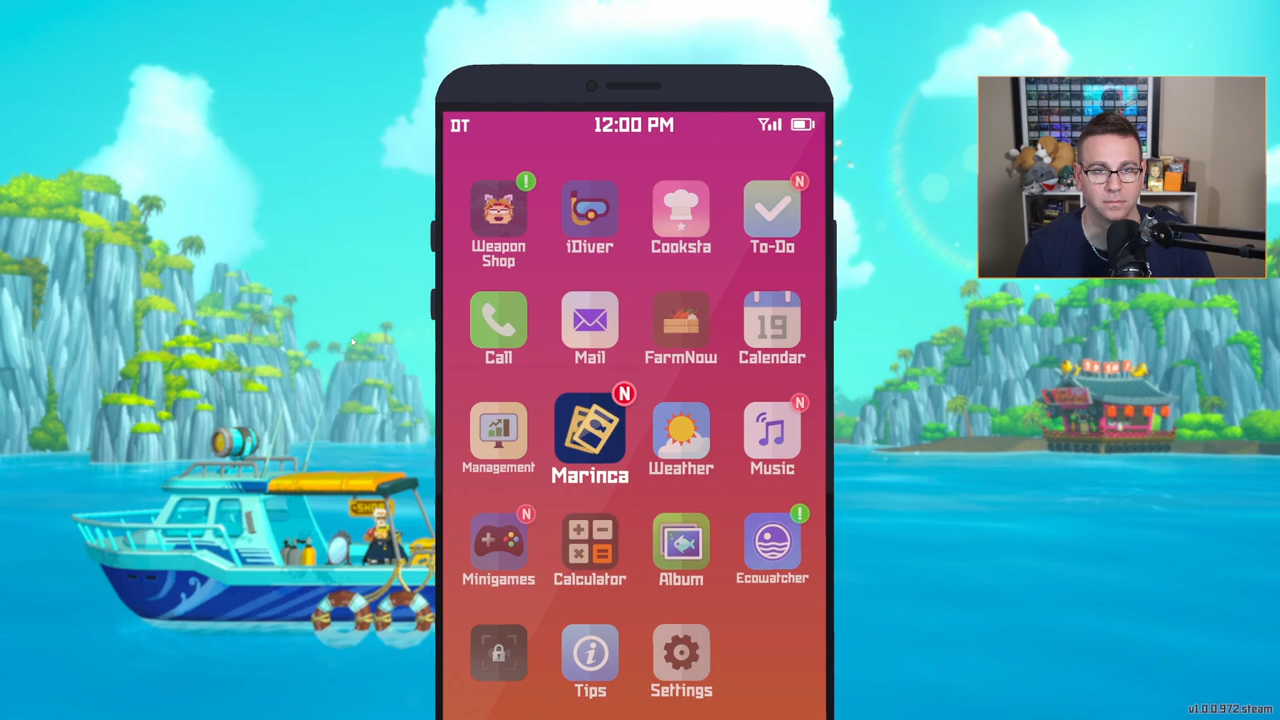 DT
12:00 PM
N
Weapon
Shop
iDiver
Cooksta
To-Do
19
Call
Mail
FarmNow
Calendar
N
N
Management
Marinca
Weather
Music
N
Minigames
Calculator
Album
Ecowatcher
Tips
Settings
v1.0.0.972.steam